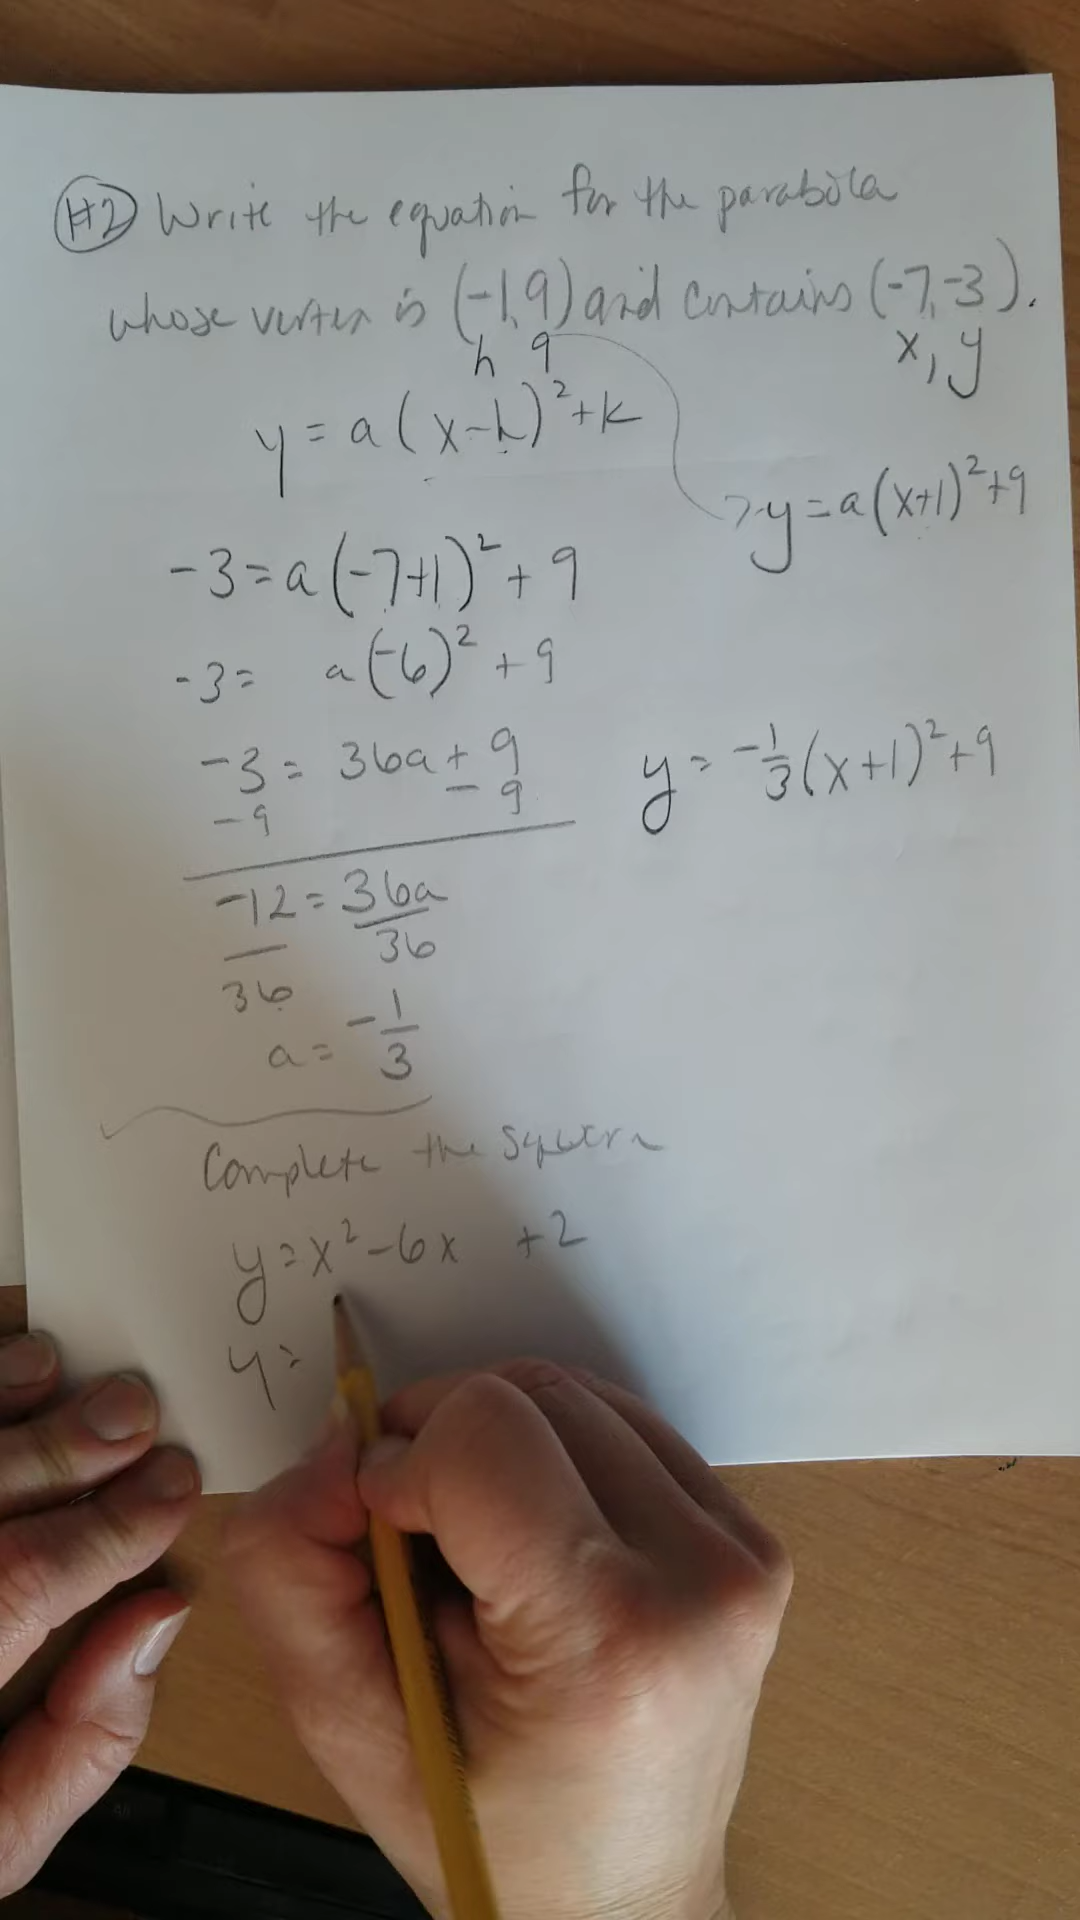 #2 Write the equation for the parabola
whose vertex is (-1,9) and contains (-7,-3).
h 9
x, y
y = a(x-h)²+k
>y=a(x+1)²+9
-3=a(-7+1)²+9
-3= a(-6)²+9
-3= 36a+9
-9 -9
y= -1/3(x+1)²+9
-12=36a
36 36
a= -1/3
Complete the square
y=x²-6x +2
y=